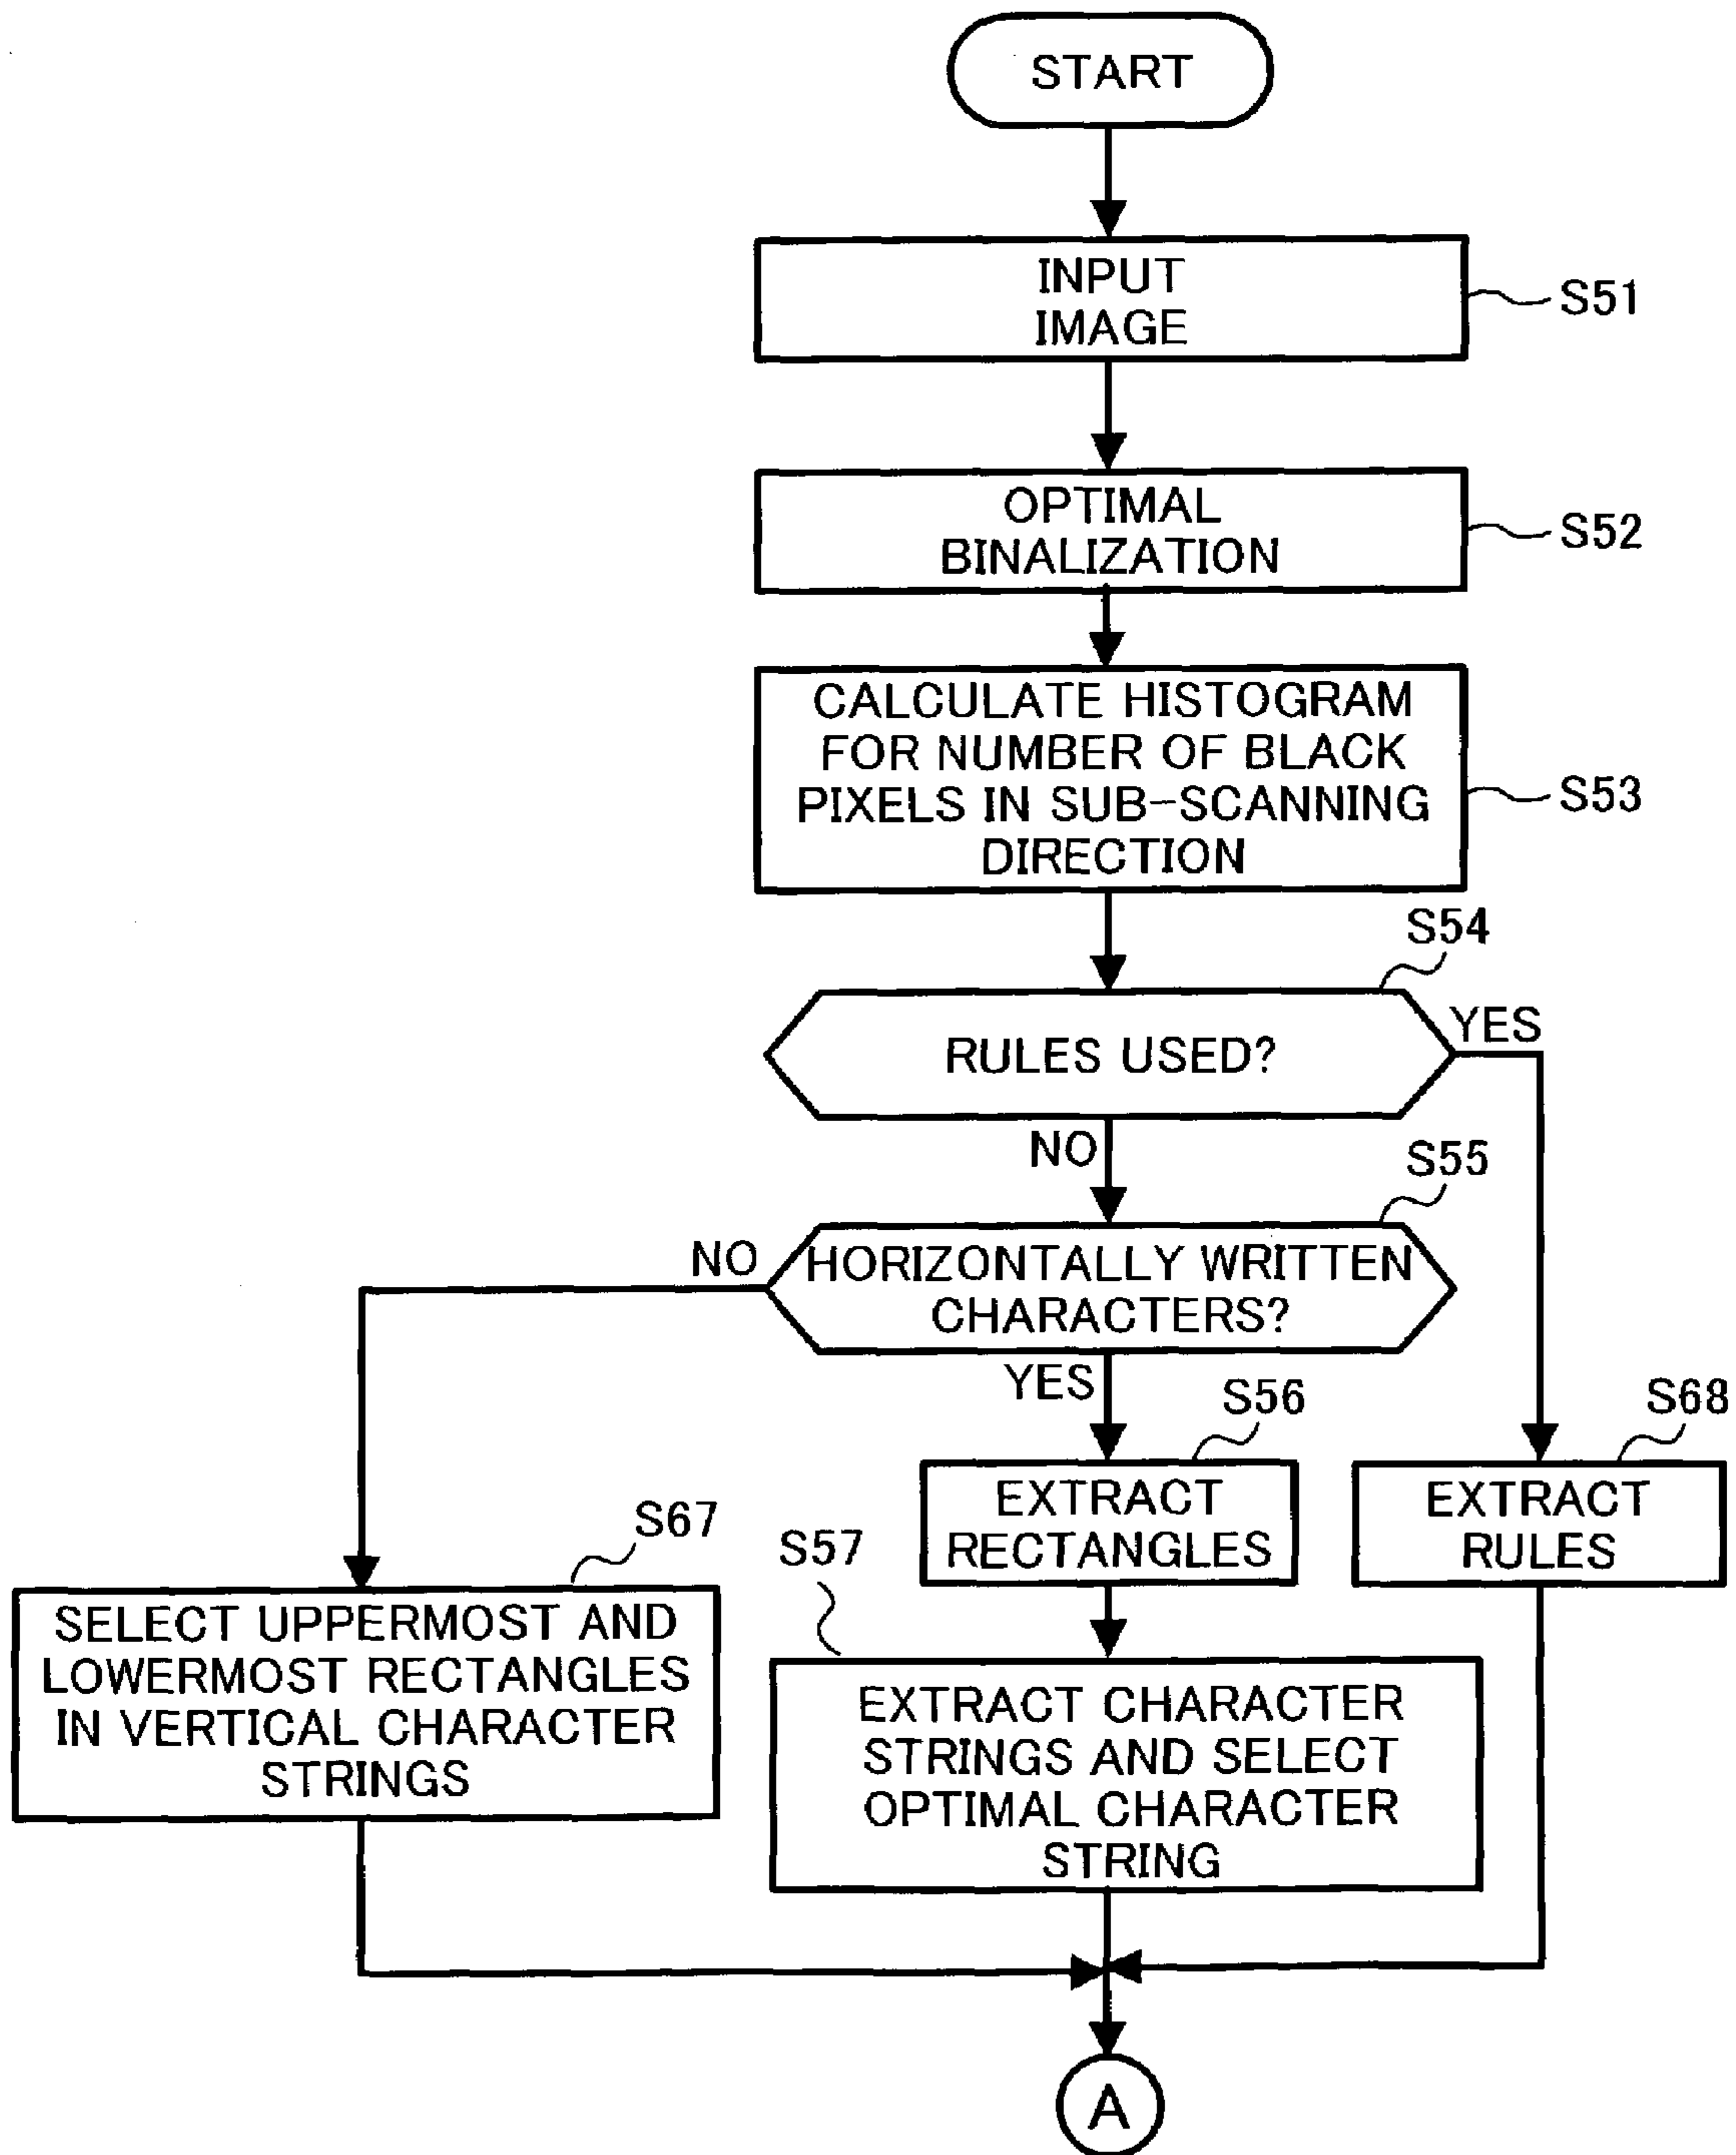 START
INPUT
IMAGE
S51
OPTIMAL
BINALIZATION
S52
CALCULATE HISTOGRAM
FOR NUMBER OF BLACK
PIXELS IN SUB-SCANNING
DIRECTION
S53
S54
RULES USED?
YES
NO
S55
HORIZONTALLY WRITTEN
CHARACTERS?
NO
YES
S56
S68
EXTRACT
RECTANGLES
EXTRACT
RULES
S67
S57
SELECT UPPERMOST AND
LOWERMOST RECTANGLES
IN VERTICAL CHARACTER
STRINGS
EXTRACT CHARACTER
STRINGS AND SELECT
OPTIMAL CHARACTER
STRING
A